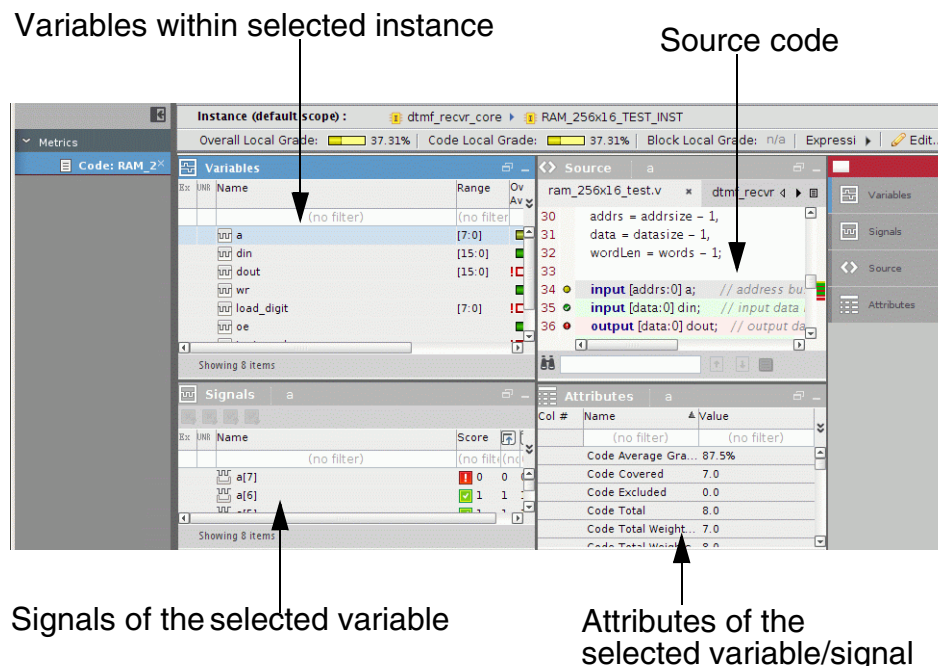 Variables within selected instance
Source code
Instance (default scope) : dtmf_recvr_core RAM_256x16_TEST_INST
Metrics
Overall Local Grade: 37.31% Code Local Grade: 37.31% Block Local Grade: n/a Expressi Edit..
Code: RAM_2
Variables
Ex UNR Name Range Ov Av
(no filter) (no filter
a [7:0]
din [15:0]
dout [15:0]
wr
load_digit [7:0]
oe
Showing 8 items
Source a
ram_256x16_test.v dtmf_recvr
30 addrs = addrsize - 1,
31 data = datasize - 1,
32 wordLen = words - 1;
33
34 input [addrs:0] a; // address bu
35 input [data:0] din; // input data
36 output [data:0] dout; // output da
Variables
Signals
Source
Attributes
Signals a
Ex UNR Name Score
(no filter) (no filt (no
a[7] 0 0
a[6] 1 1
Showing 8 items
Attributes a
Col # Name Value
(no filter) (no filter)
Code Average Gra... 87.5%
Code Covered 7.0
Code Excluded 0.0
Code Total 8.0
Code Total Weight... 7.0
Code Total Weighte... 8.0
Signals of the selected variable
Attributes of the
selected variable/signal